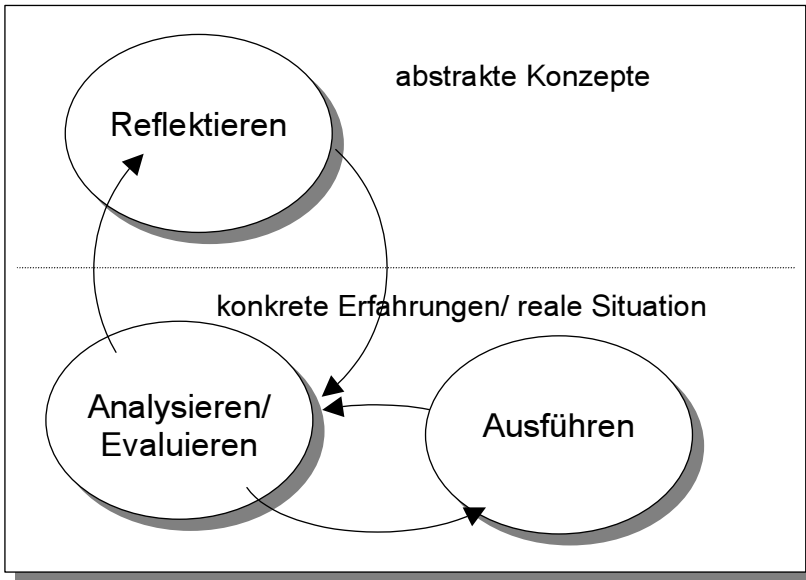 abstrakte Konzepte
Reflektieren
konkrete Erfahrungen/ reale Situation
Analysieren/
Evaluieren
Ausführen